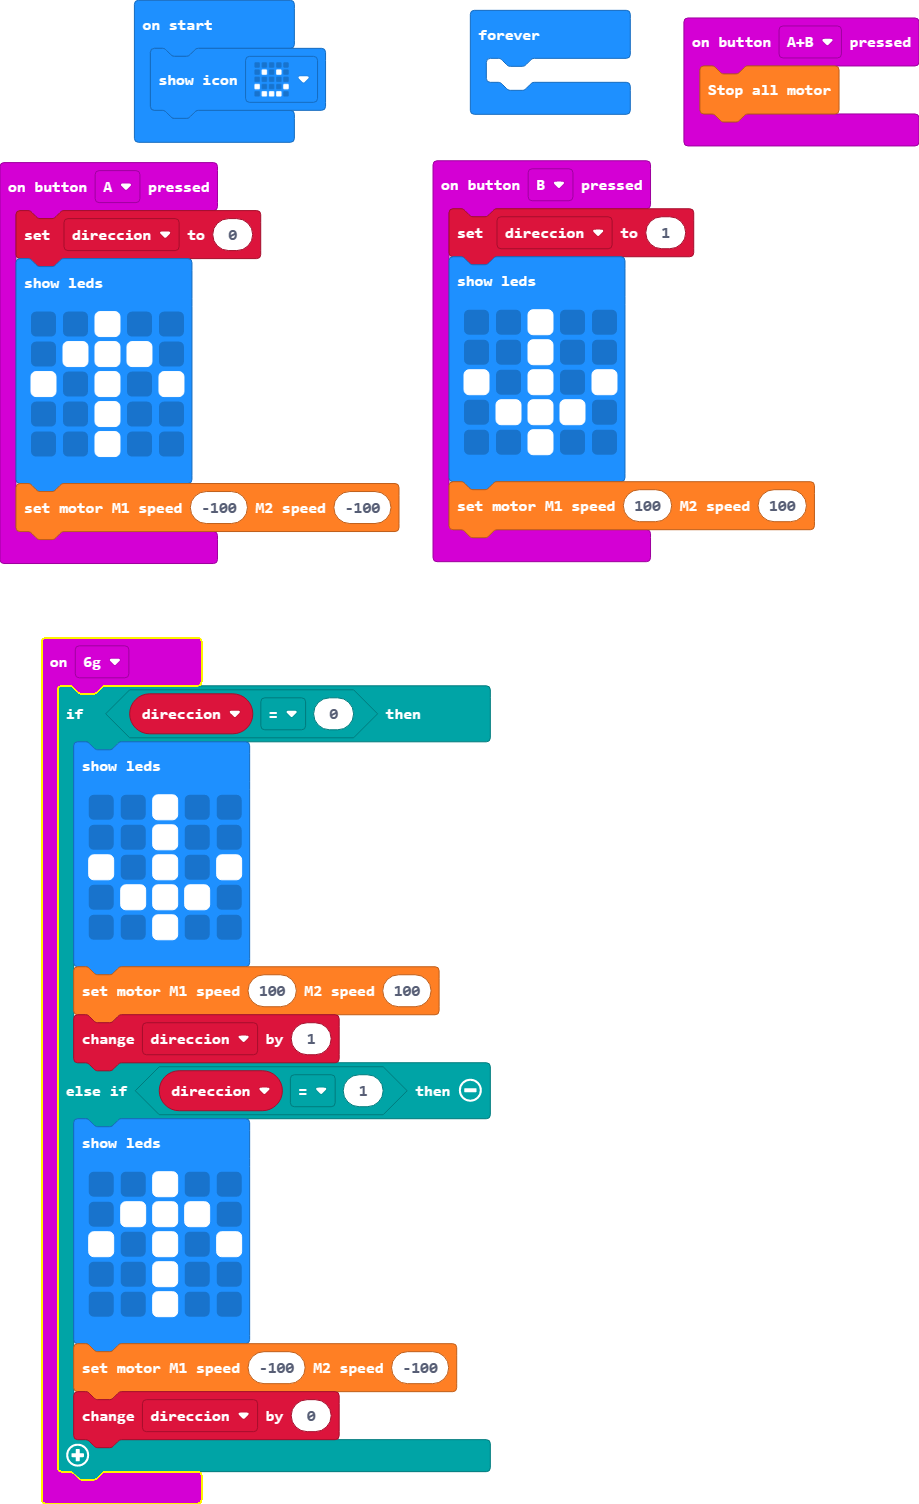 on start
show icon
forever
on button A+B pressed
Stop all motor
on button A pressed
set direccion to 0
show leds
set motor M1 speed -100 M2 speed -100
on button B pressed
set direccion to 1
show leds
set motor M1 speed 100 M2 speed 100
on 6g
if direccion = 0 then
show leds
set motor M1 speed 100 M2 speed 100
change direccion by 1
else if direccion = 1 then
show leds
set motor M1 speed -100 M2 speed -100
change direccion by 0